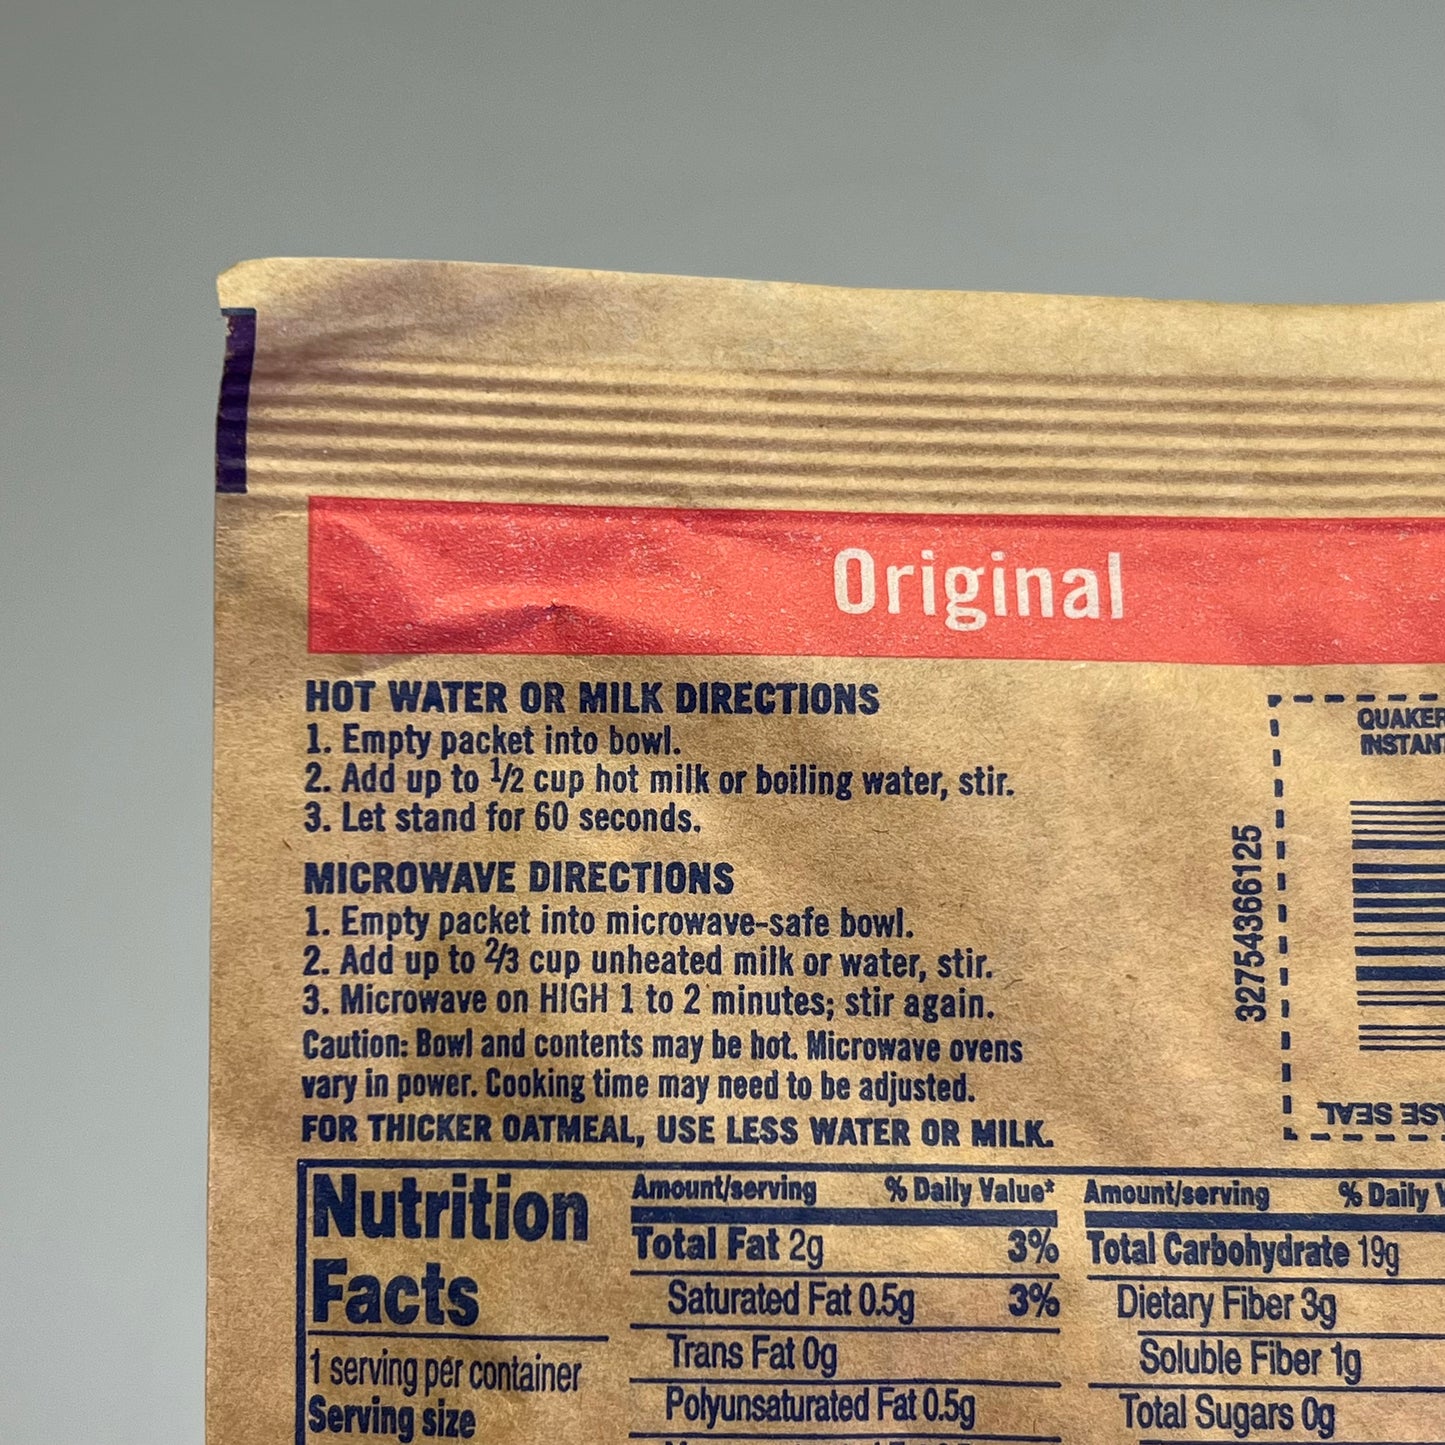 Original
HOT WATER OR MILK DIRECTIONS
1. Empty packet into bowl.
2. Add up to 1/2 cup hot milk or boiling water, stir.
3. Let stand for 60 seconds.
MICROWAVE DIRECTIONS
1. Empty packet into microwave-safe bowl.
2. Add up to 2/3 cup unheated milk or water, stir.
3. Microwave on HIGH 1 to 2 minutes; stir again.
Caution: Bowl and contents may be hot. Microwave ovens
vary in power. Cooking time may need to be adjusted.
FOR THICKER OATMEAL, USE LESS WATER OR MILK.
QUAKER
INSTANT
32754366125
SEAL
Nutrition
Facts
1 serving per container
Serving size
Amount/serving % Daily Value*
Total Fat 2g 3%
Saturated Fat 0.5g 3%
Trans Fat 0g
Polyunsaturated Fat 0.5g
Amount/serving % Daily
Total Carbohydrate 19g
Dietary Fiber 3g
Soluble Fiber 1g
Total Sugars 0g